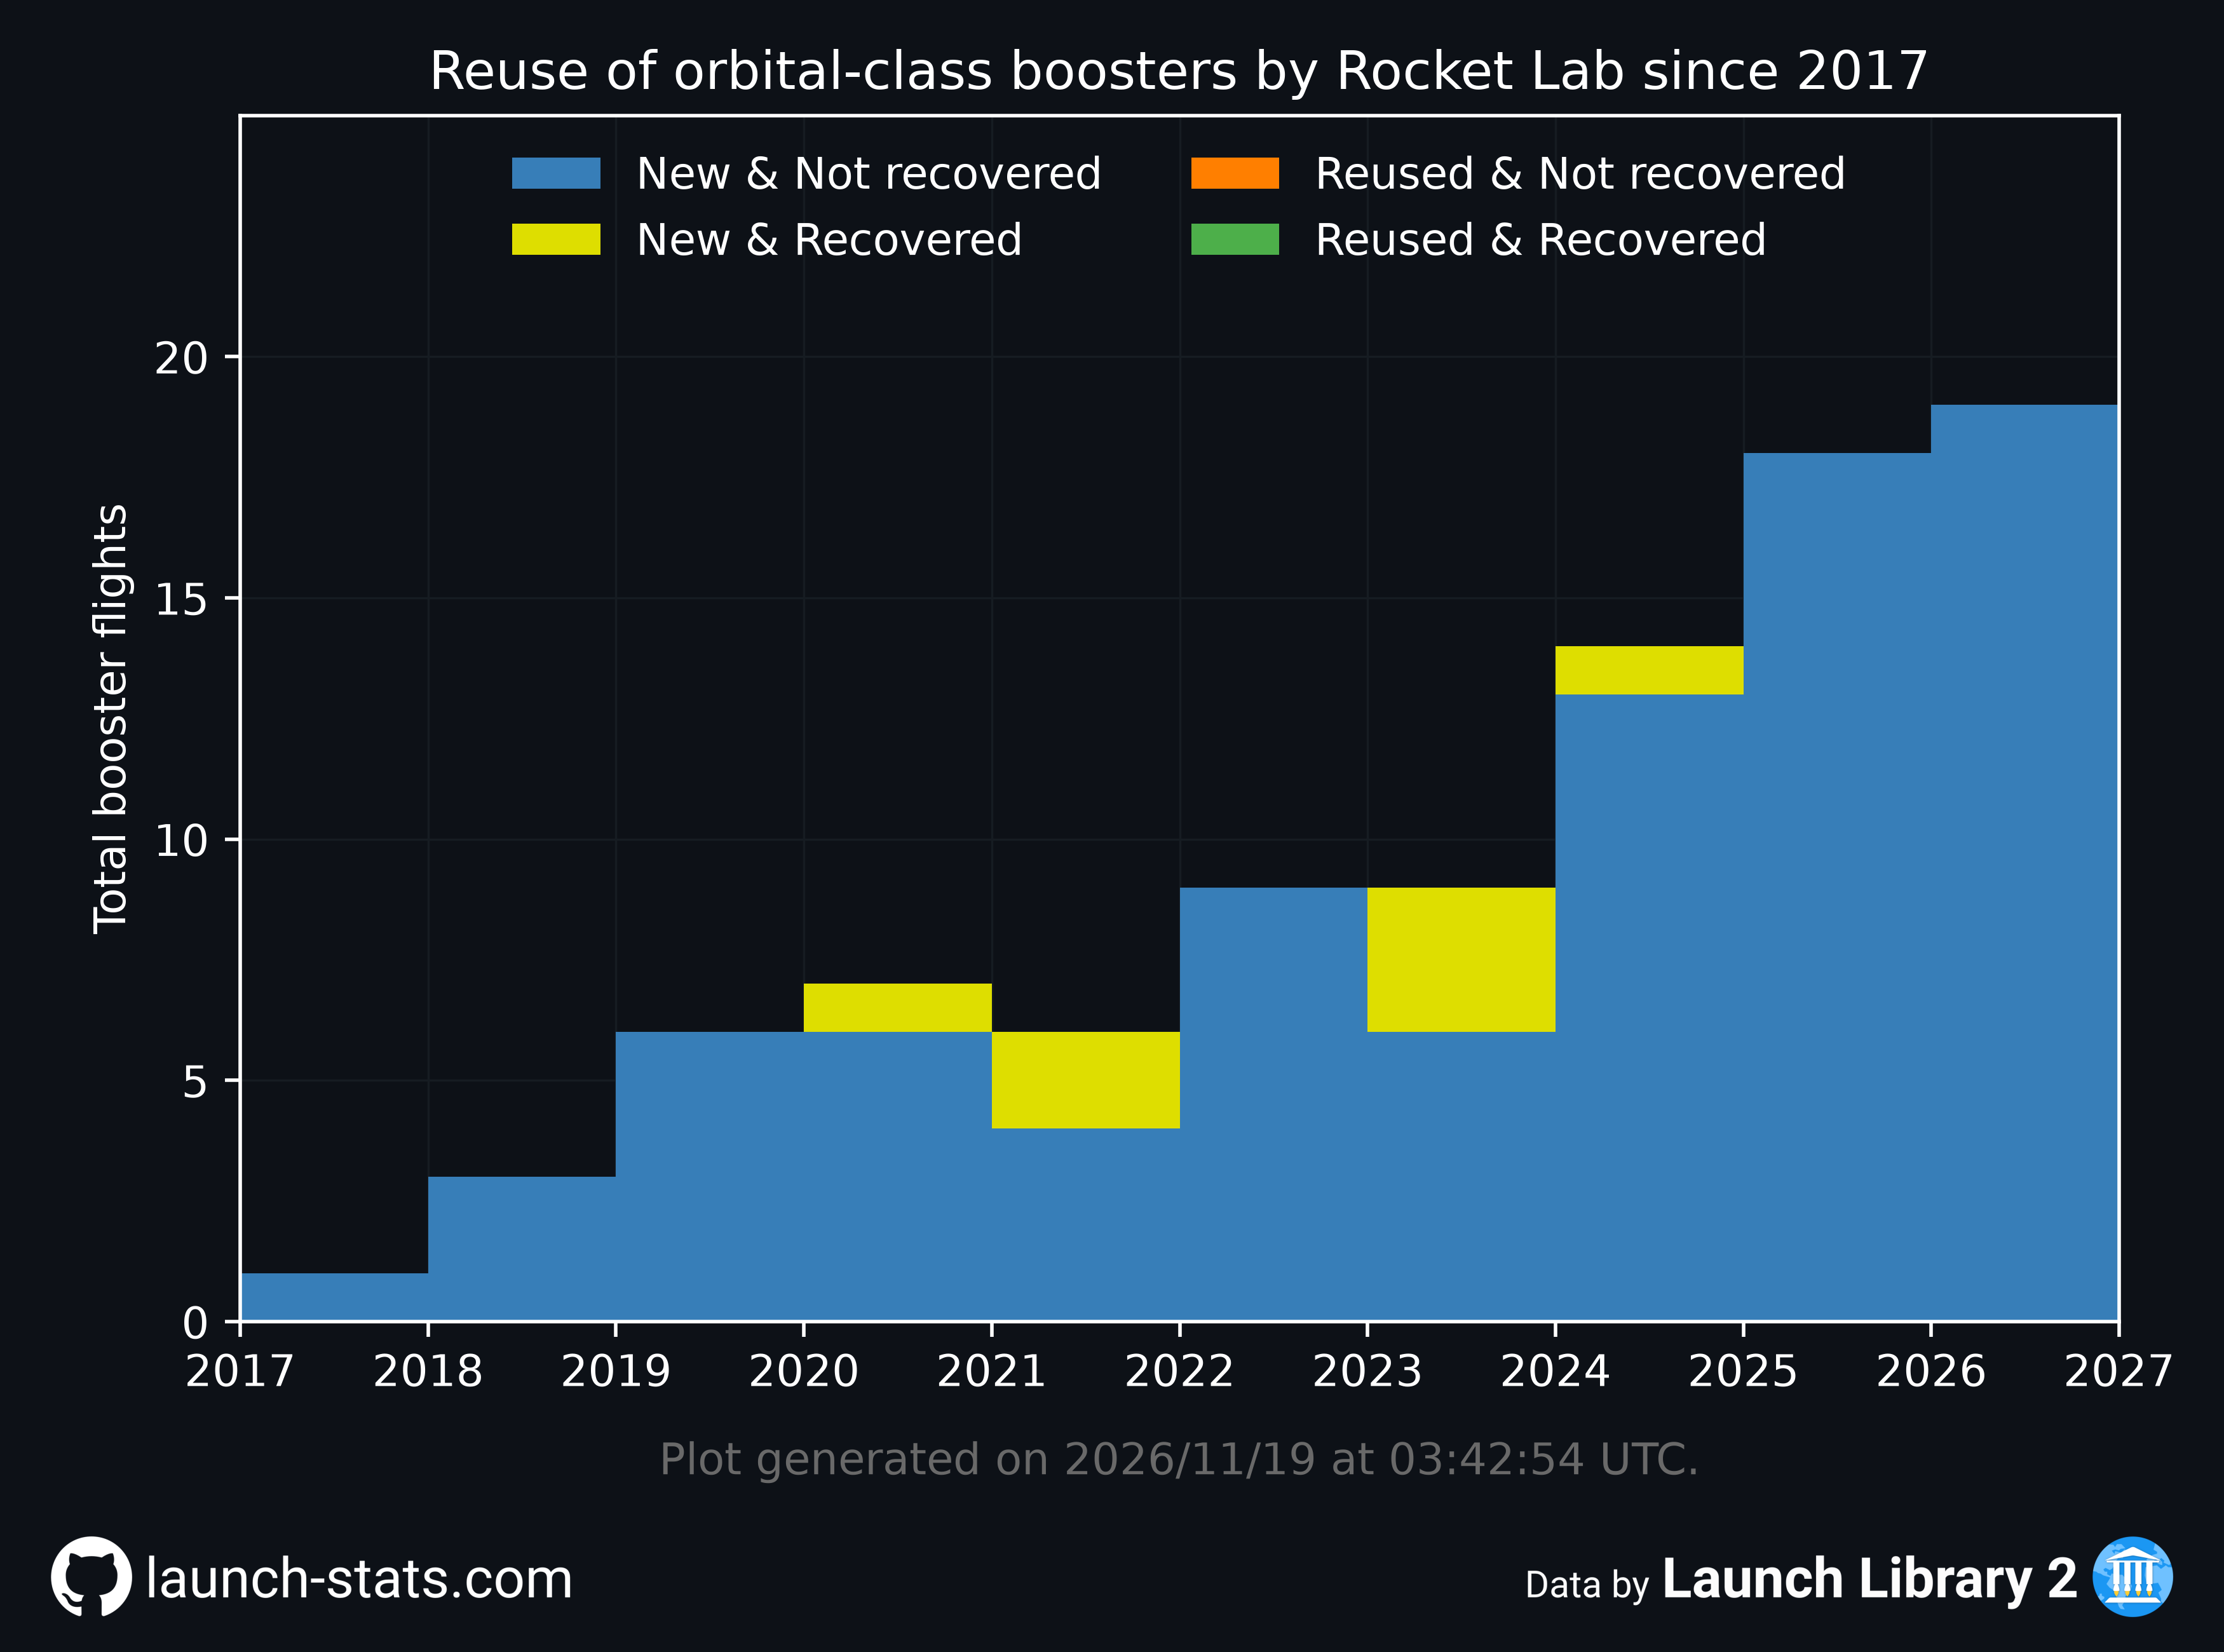 Reuse of orbital-class boosters by Rocket Lab since 2017
New & Not recovered
New & Recovered
Reused & Not recovered
Reused & Recovered
Total booster flights
20
15
10
5
0
2017 2018 2019 2020 2021 2022 2023 2024 2025 2026 2027
Plot generated on 2026/11/19 at 03:42:54 UTC.
launch-stats.com
Data by Launch Library 2